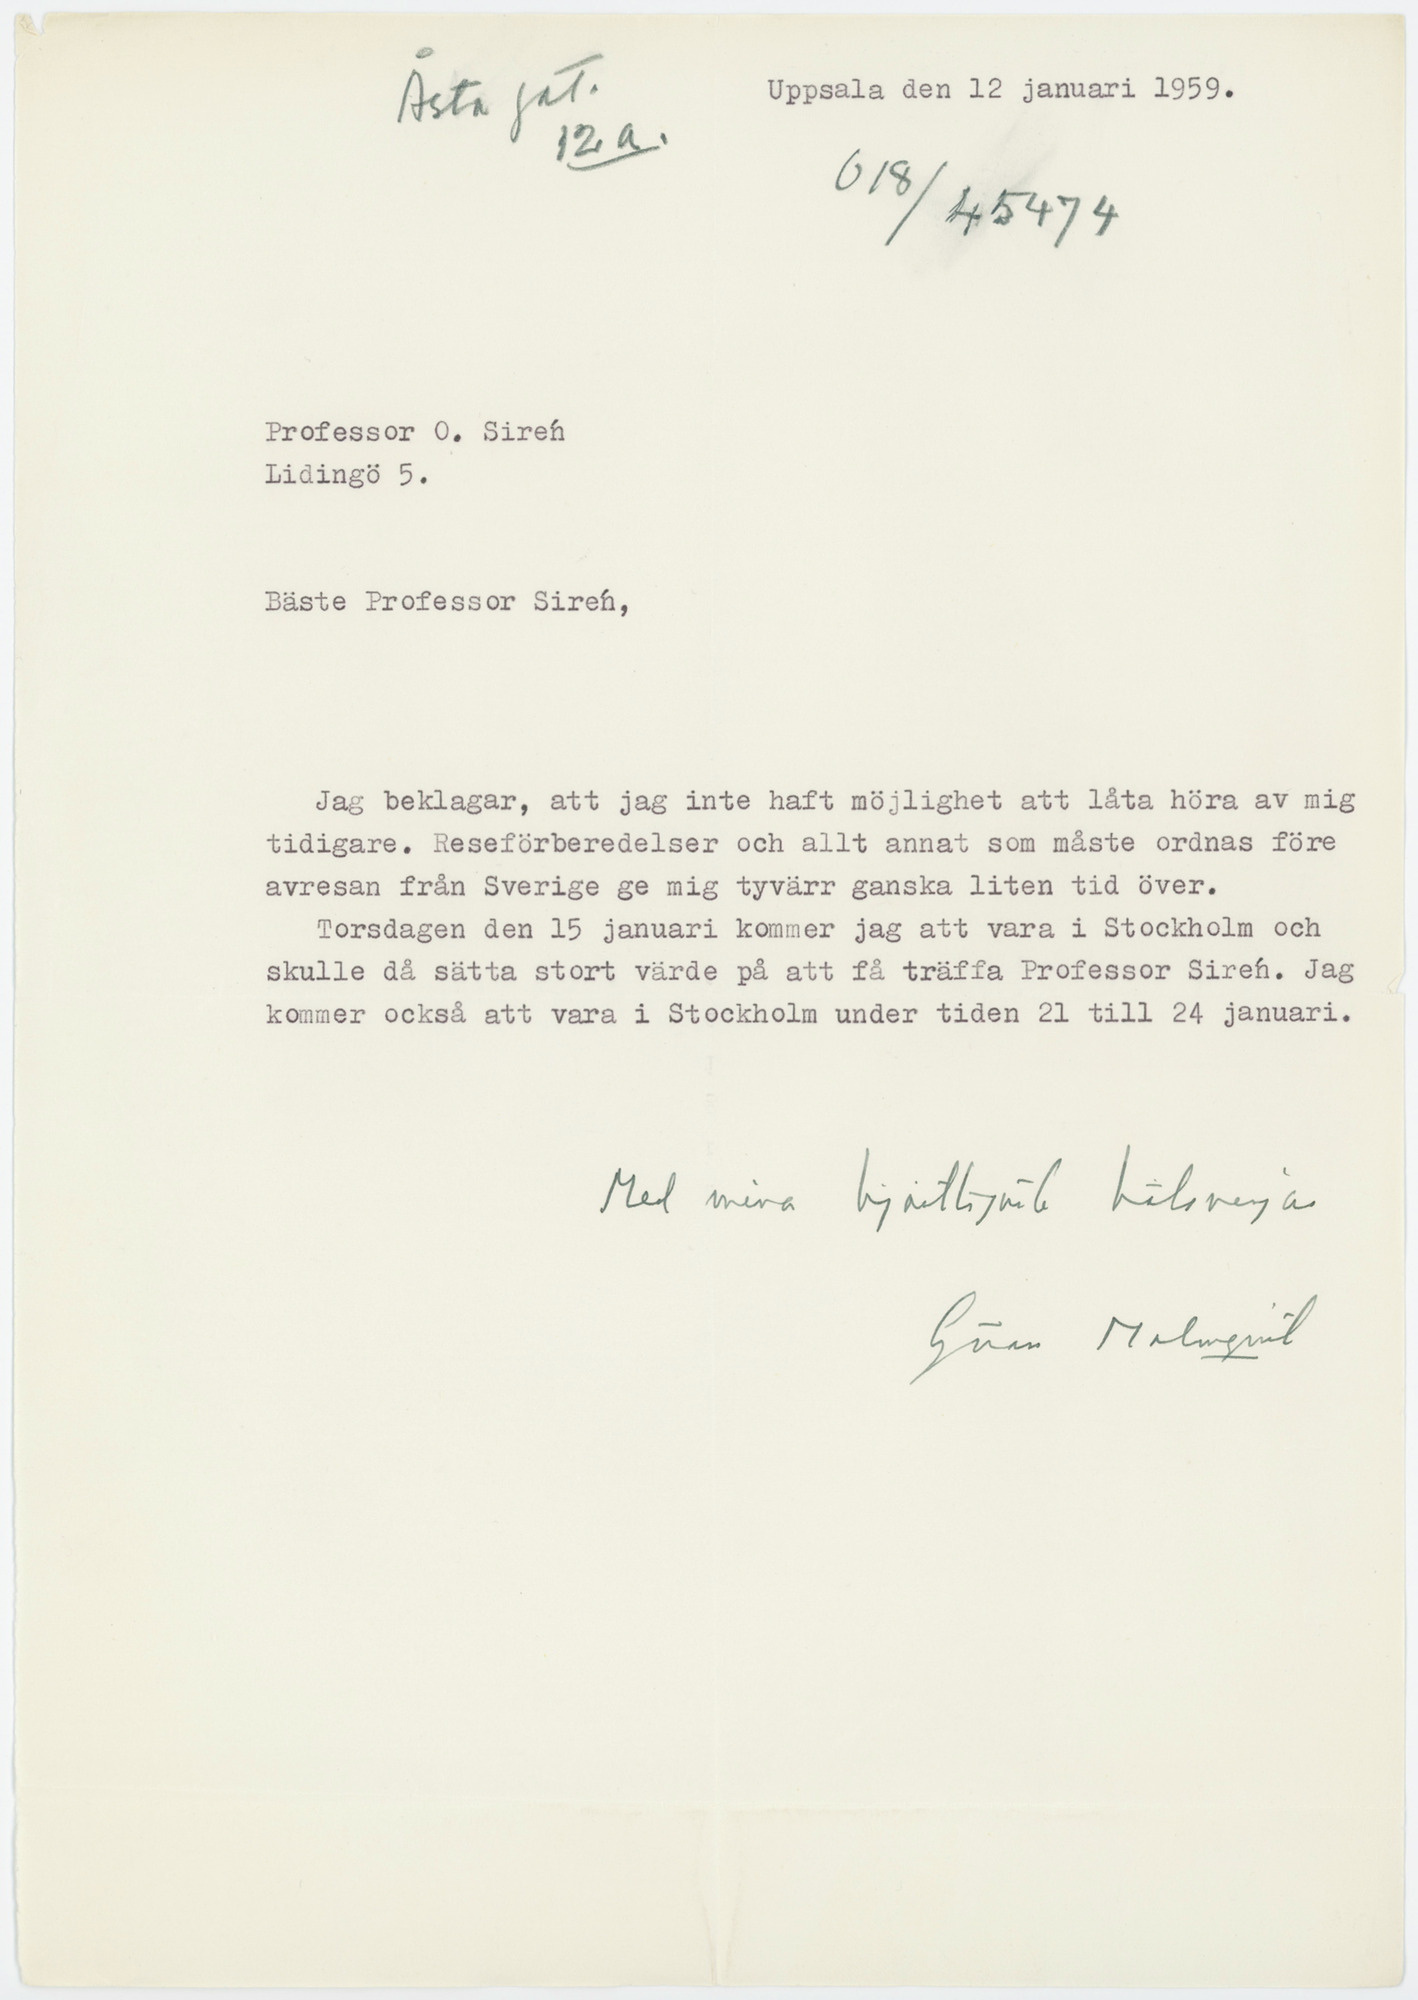 Åsta gat.
12 a.
Uppsala den 12 januari 1959.
018/45474
Professor O. Sireń
Lidingö 5.
Bäste Professor Sireń,
Jag beklagar, att jag inte haft möjlighet att låta höra av mig
tidigare. Reseförberedelser och allt annat som måste ordnas före
avresan från Sverige ge mig tyvärr ganska liten tid över.
Torsdagen den 15 januari kommer jag att vara i Stockholm och
skulle då sätta stort värde på att få träffa Professor Sireń. Jag
kommer också att vara i Stockholm under tiden 21 till 24 januari.
Med mina hjärtligaste hälsningar
Göran Malmqvist